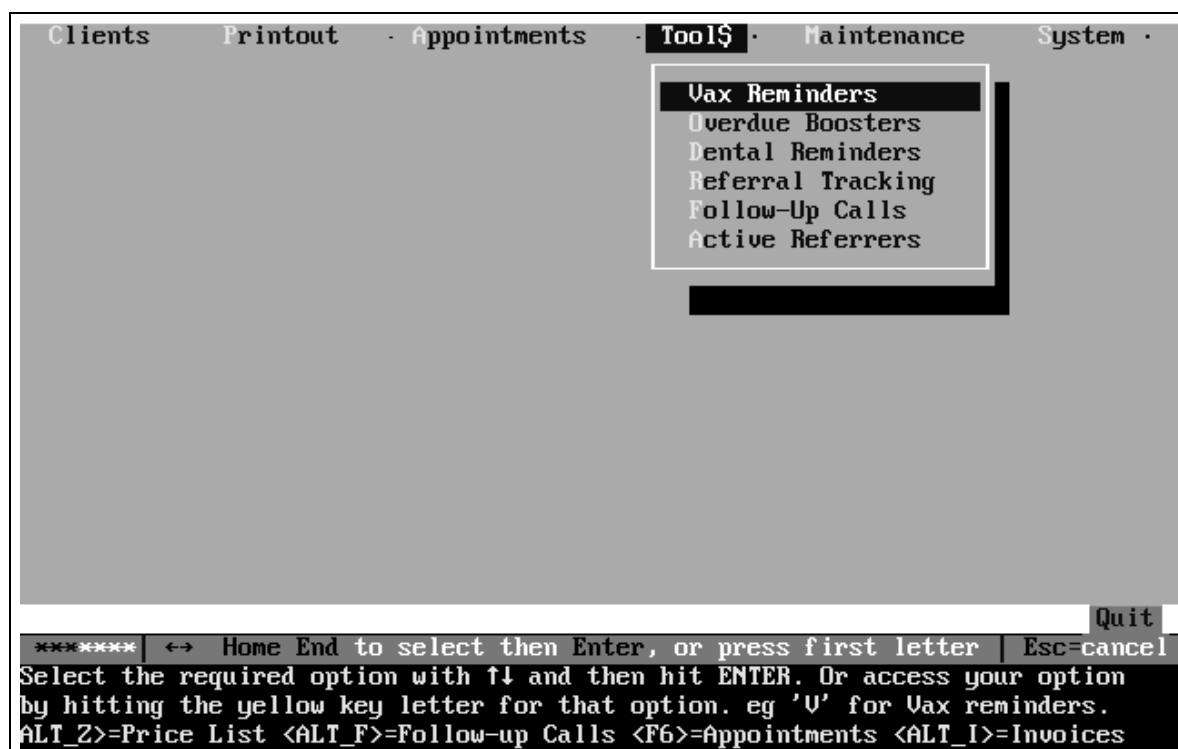 Clients Printout · Appointments · Tool$ · Maintenance System ·
Vax Reminders
Overdue Boosters
Dental Reminders
Referral Tracking
Follow-Up Calls
Active Referrers
Quit
******* | ↔ Home End to select then Enter, or press first letter | Esc=cancel
Select the required option with ↑↓ and then hit ENTER. Or access your option
by hitting the yellow key letter for that option. eg 'V' for Vax reminders.
ALT_Z>=Price List <ALT_F>=Follow-up Calls <F6>=Appointments <ALT_I>=Invoices